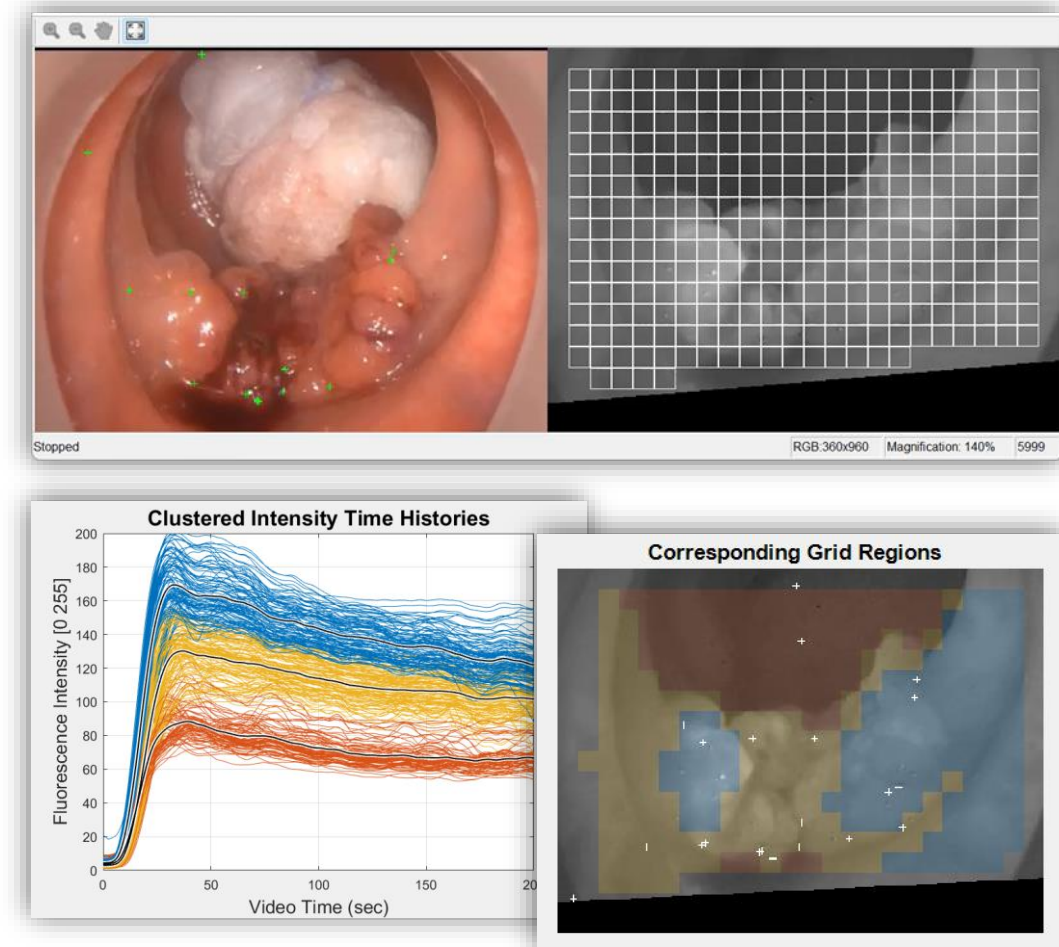 Stopped
RGB:360x960
Magnification: 140%
5999
Clustered Intensity Time Histories
Fluorescence Intensity [0 255]
200
180
160
140
120
100
80
60
40
20
0
0
50
100
150
20
Video Time (sec)
Corresponding Grid Regions